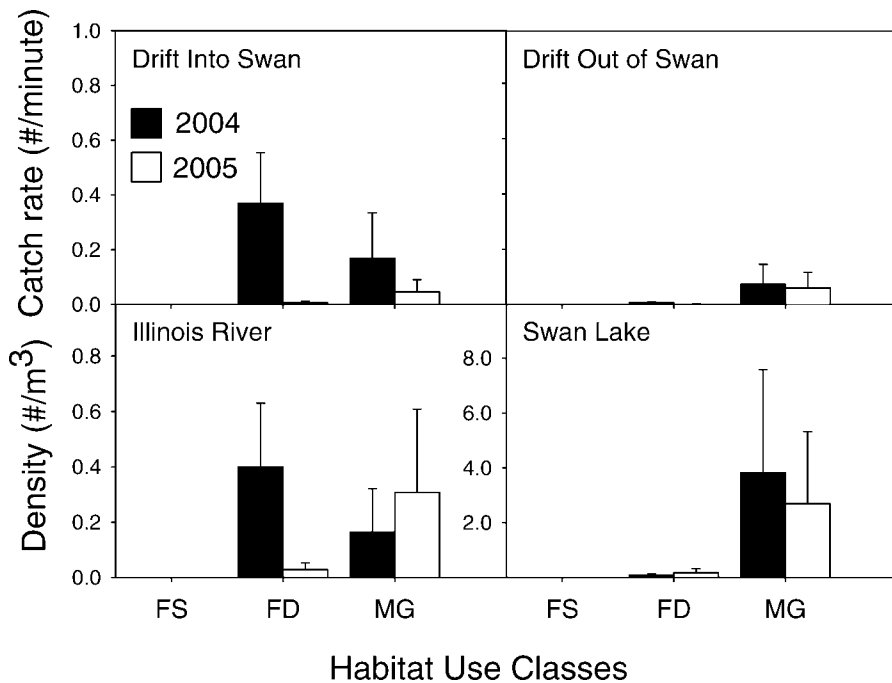 Catch rate (#/minute)
1.0
0.8
0.6
0.4
0.2
0.0
Drift Into Swan
2004
2005
Drift Out of Swan
Density (#/m3)
0.8
0.6
0.4
0.2
0.0
Illinois River
Swan Lake
8.0
6.0
4.0
2.0
FS FD MG FS FD MG
Habitat Use Classes